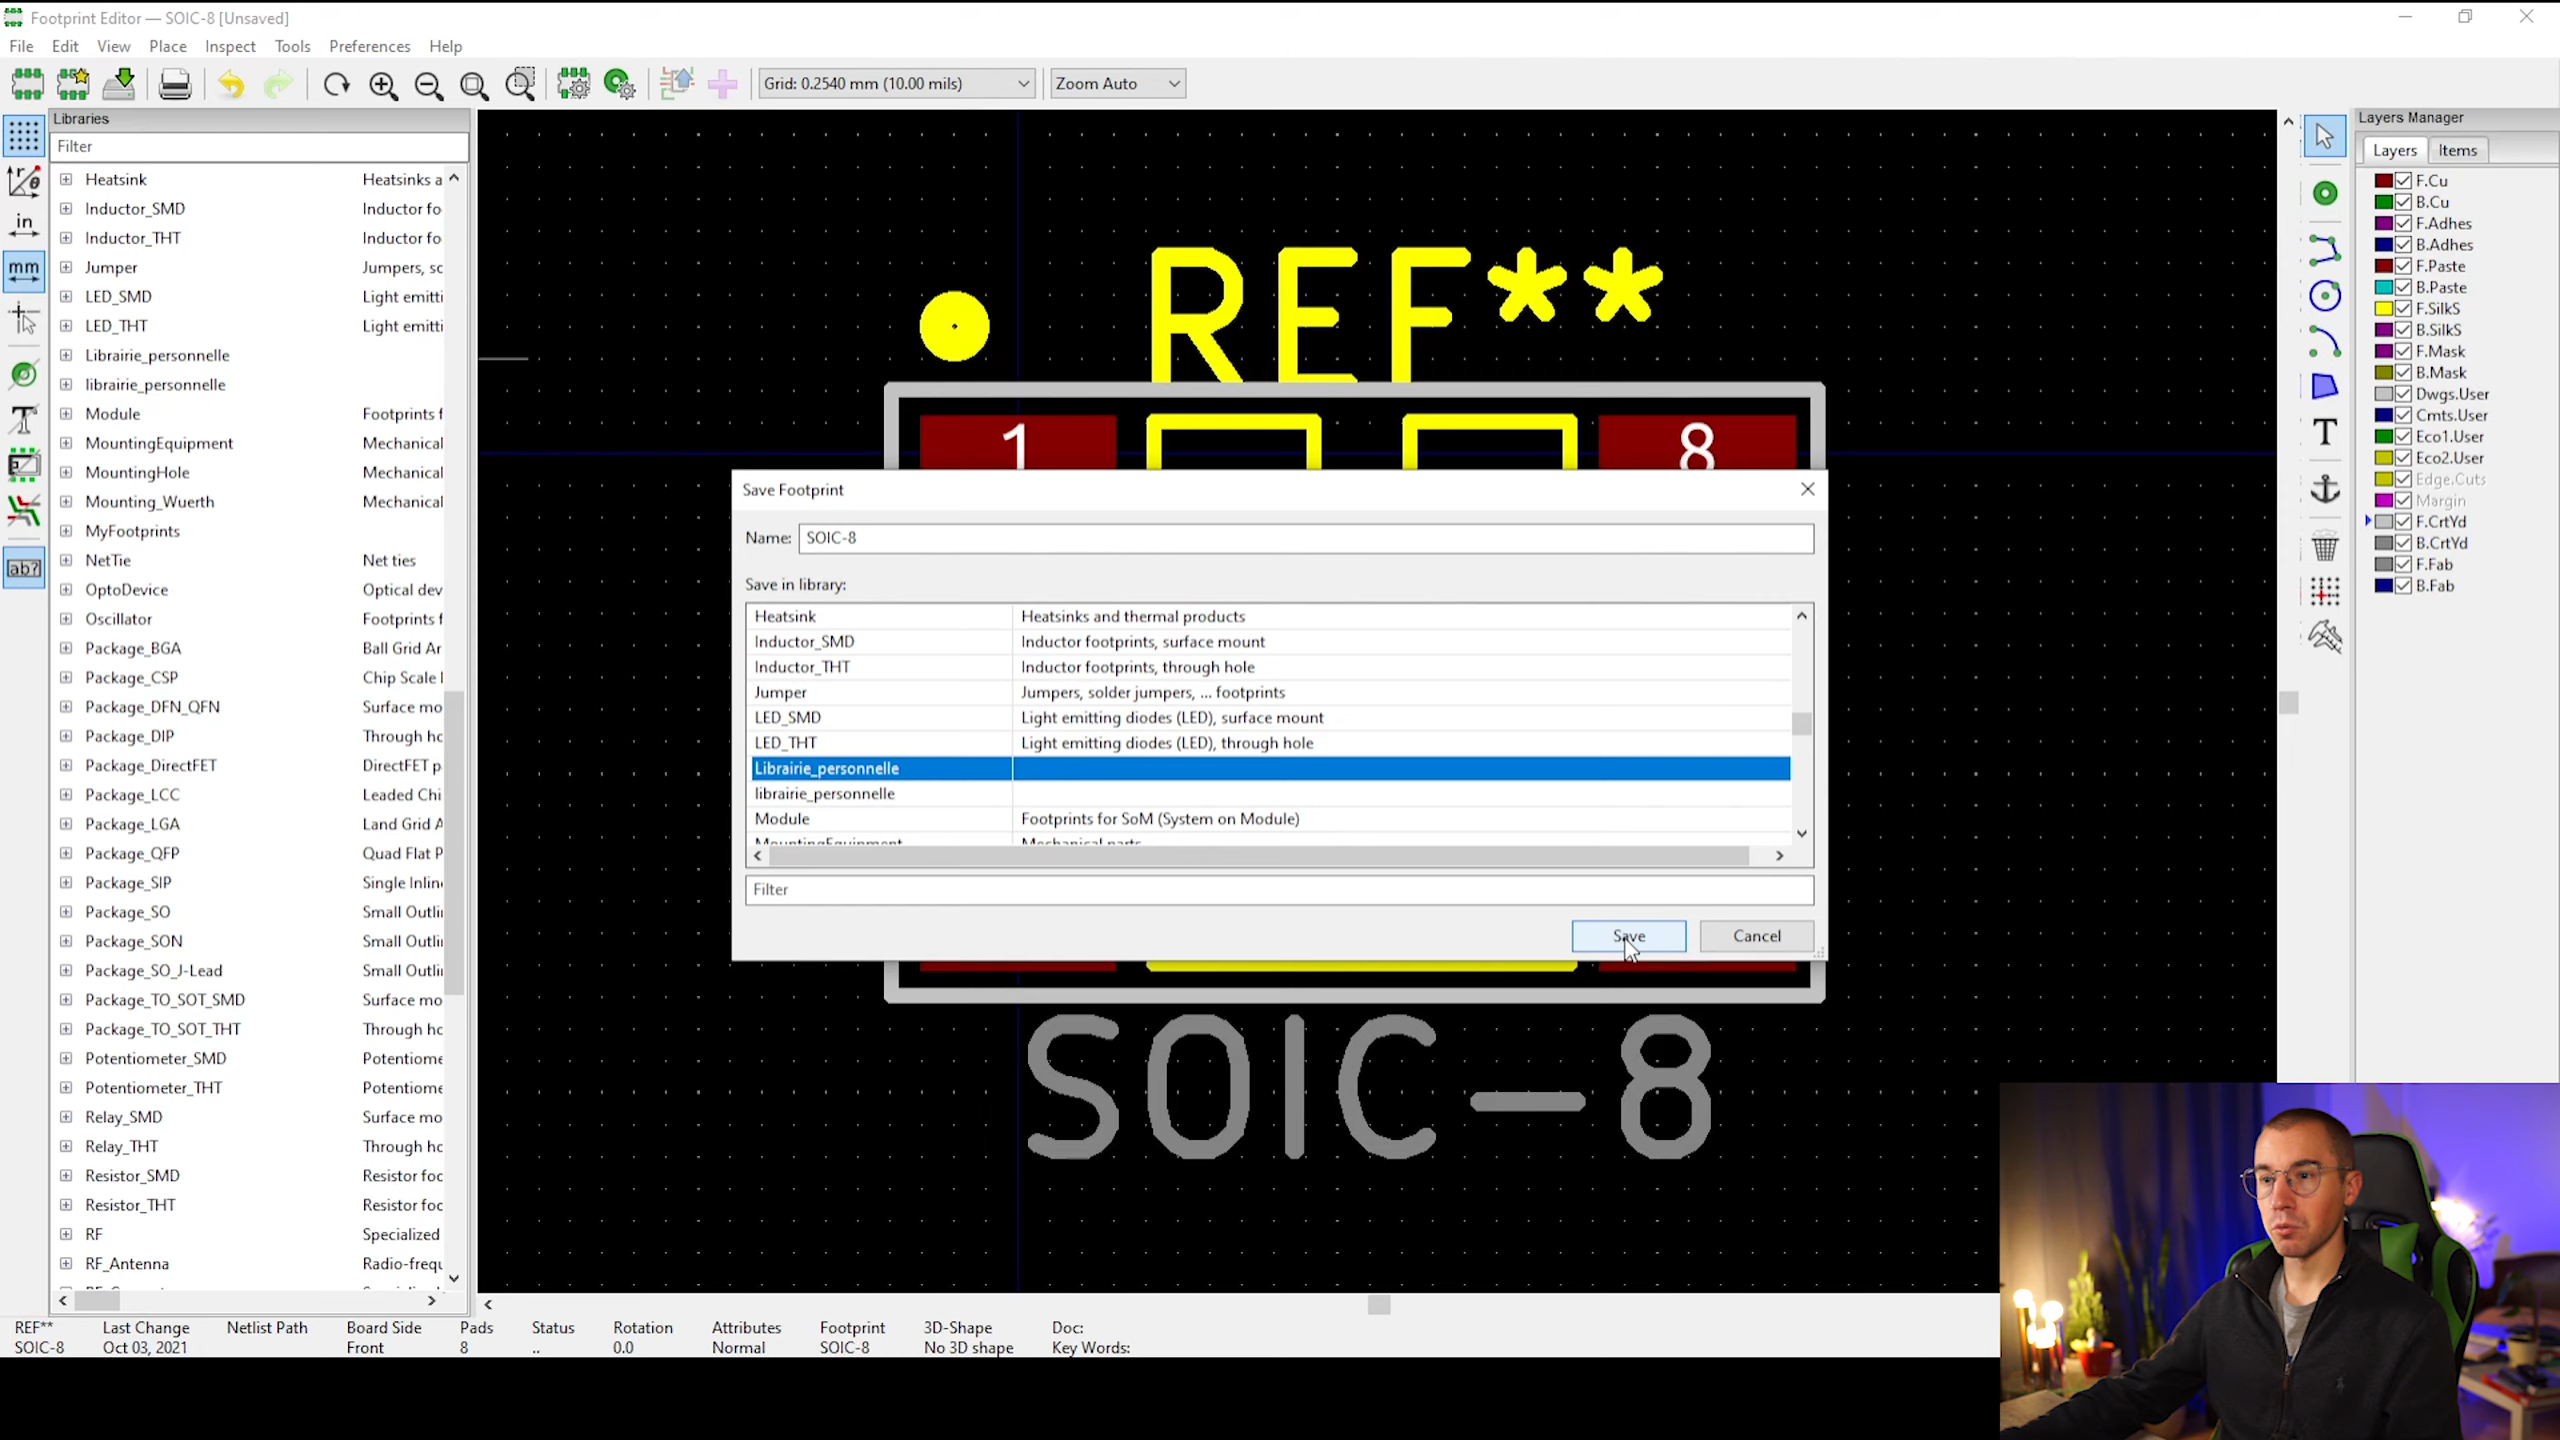 Footprint Editor — SOIC-8 [Unsaved]
File Edit View Place Inspect Tools Preferences Help
Grid: 0.2540 mm (10.00 mils) Zoom Auto
Libraries
Filter
Heatsink Heatsinks a
Inductor_SMD Inductor fo
Inductor_THT Inductor fo
Jumper Jumpers, sc
LED_SMD Light emitti
LED_THT Light emitti
Librairie_personnelle
librairie_personnelle
Module Footprints f
MountingEquipment Mechanical
MountingHole Mechanical
Mounting_Wuerth Mechanical
MyFootprints
NetTie Net ties
OptoDevice Optical dev
Oscillator Footprints f
Package_BGA Ball Grid Ar
Package_CSP Chip Scale
Package_DFN_QFN Surface mo
Package_DIP Through hc
Package_DirectFET DirectFET p
Package_LCC Leaded Chi
Package_LGA Land Grid A
Package_QFP Quad Flat P
Package_SIP Single Inlin
Package_SO Small Outli
Package_SON Small Outli
Package_SO_J-Lead Small Outli
Package_TO_SOT_SMD Surface mo
Package_TO_SOT_THT Through hc
Potentiometer_SMD Potentiome
Potentiometer_THT Potentiome
Relay_SMD Surface mo
Relay_THT Through hc
Resistor_SMD Resistor foc
Resistor_THT Resistor foc
RF Specialized
RF_Antenna Radio-frequ
in
mm
ab?
REF**
1 8
Save Footprint
Name: SOIC-8
Save in library:
Heatsink Heatsinks and thermal products
Inductor_SMD Inductor footprints, surface mount
Inductor_THT Inductor footprints, through hole
Jumper Jumpers, solder jumpers, ... footprints
LED_SMD Light emitting diodes (LED), surface mount
LED_THT Light emitting diodes (LED), through hole
Librairie_personnelle
librairie_personnelle
Module Footprints for SoM (System on Module)
MountingEquipment Mechanical parts
Filter
Save Cancel
SOIC-8
Layers Manager
Layers Items
F.Cu
B.Cu
F.Adhes
B.Adhes
F.Paste
B.Paste
F.SilkS
B.SilkS
F.Mask
B.Mask
Dwgs.User
Cmts.User
Eco1.User
Eco2.User
Edge.Cuts
Margin
F.CrtYd
B.CrtYd
F.Fab
B.Fab
REF** Last Change Netlist Path Board Side Pads Status Rotation Attributes Footprint 3D-Shape Doc:
SOIC-8 Oct 03, 2021 Front 8 .. 0.0 Normal SOIC-8 No 3D shape Key Words: